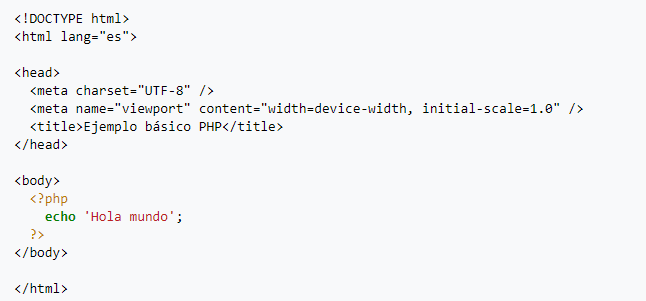 <!DOCTYPE html>
<html lang="es">

<head>
  <meta charset="UTF-8" />
  <meta name="viewport" content="width=device-width, initial-scale=1.0" />
  <title>Ejemplo básico PHP</title>
</head>

<body>
  <?php
    echo 'Hola mundo';
  ?>
</body>

</html>